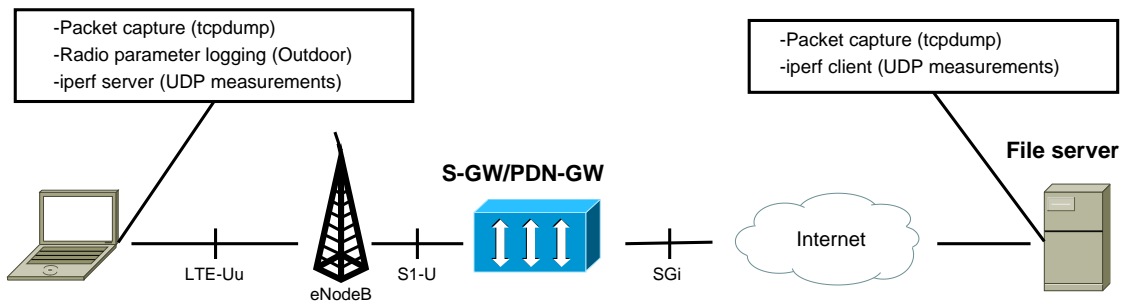 -Packet capture (tcpdump)
-Radio parameter logging (Outdoor)
-iperf server (UDP measurements)
-Packet capture (tcpdump)
-iperf client (UDP measurements)
File server
S-GW/PDN-GW
Internet
LTE-Uu
S1-U
SGi
eNodeB